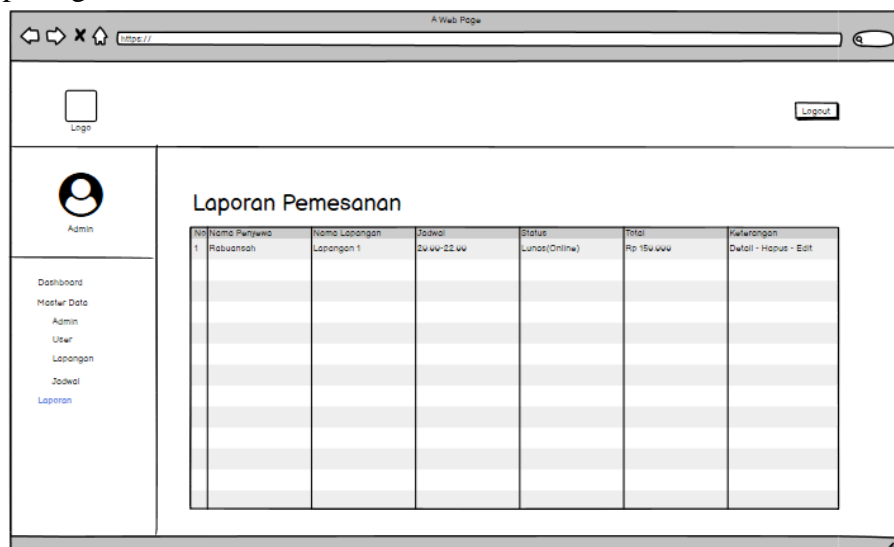 A Web Page
https://
Logo
Logout
Admin
Laporan Pemesanan
No Nama Penyewa Nama Lapangan Jadwal Status Total Keterangan
1 Rabuansah Lapangan 1 20.00-22.00 Lunas(Online) Rp 150.000 Detail - Hapus - Edit
Dashboard
Master Data
Admin
User
Lapangan
Jadwal
Laporan